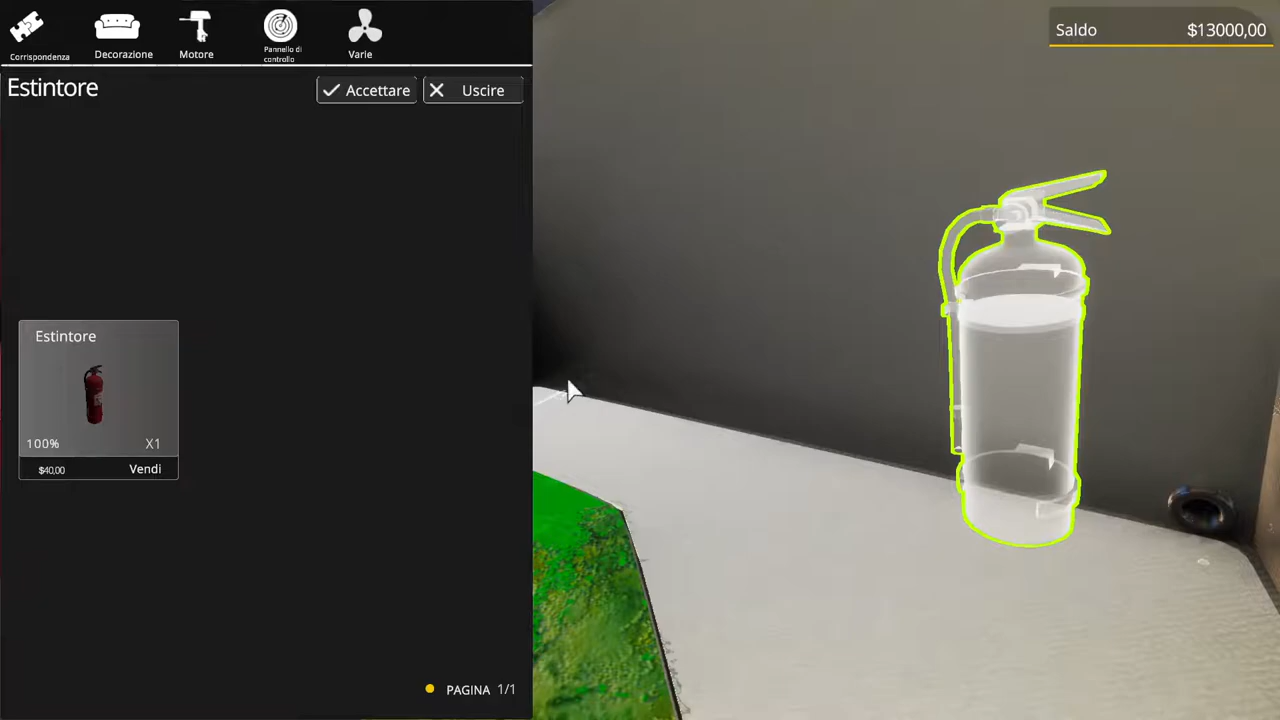 Corrispondenza
Decorazione
Motore
Pannello di
controllo
Varie
Saldo $13000,00
Estintore
Accettare
Uscire
Estintore
100% X1
$40,00 Vendi
PAGINA 1/1